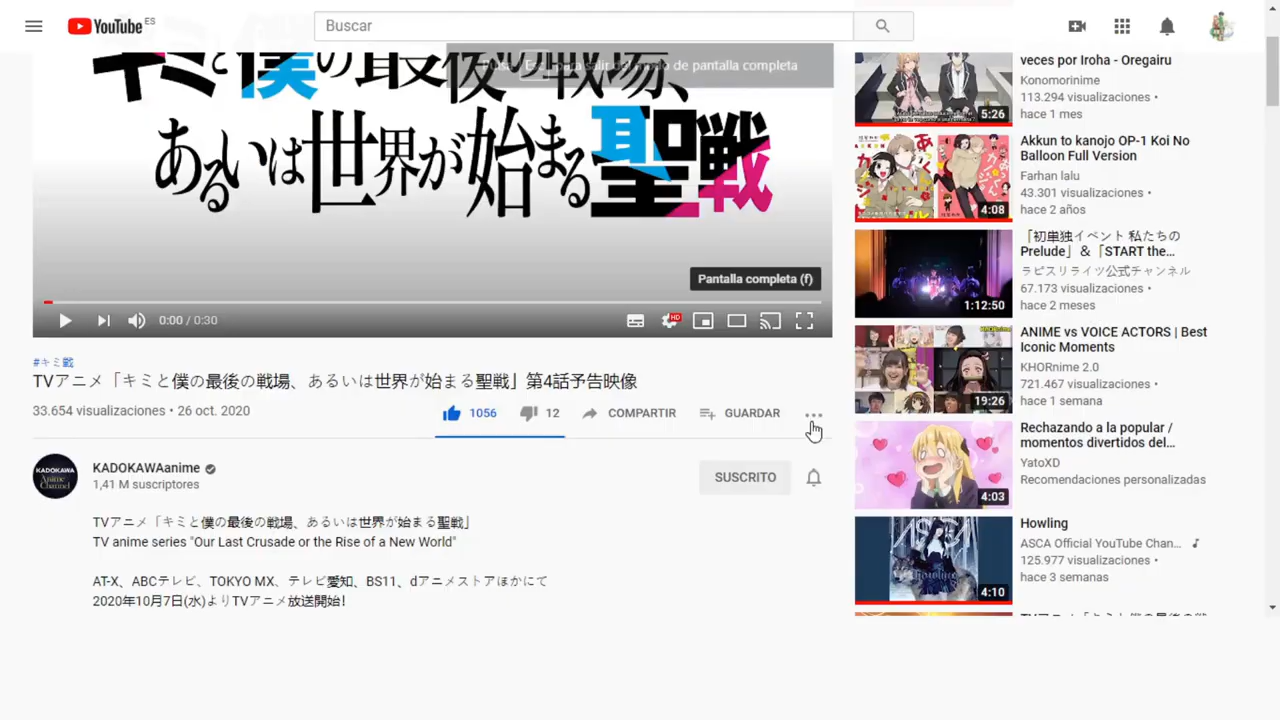 YouTube ES
Buscar
キミと僕の最後の戦場、
あるいは世界が始まる聖戦
Pantalla completa (f)
0:00 / 0:30
HD
#キミ戦
TVアニメ「キミと僕の最後の戦場、あるいは世界が始まる聖戦」第4話予告映像
33.654 visualizaciones • 26 oct. 2020
1056
12
COMPARTIR
GUARDAR
KADOKAWA
Anime
Channel
KADOKAWAanime
1,41 M suscriptores
SUSCRITO
TVアニメ「キミと僕の最後の戦場、あるいは世界が始まる聖戦」
TV anime series "Our Last Crusade or the Rise of a New World"
AT-X、ABCテレビ、TOKYO MX、テレビ愛知、BS11、dアニメストアほかにて
2020年10月7日(水)よりTVアニメ放送開始!
veces por Iroha - Oregairu
Konomorinime
113.294 visualizaciones •
hace 1 mes
5:26
Akkun to kanojo OP-1 Koi No
Balloon Full Version
Farhan lalu
43.301 visualizaciones •
hace 2 años
4:08
「初単独イベント 私たちの
Prelude」&「START the...
ラピスリライツ公式チャンネル
67.173 visualizaciones •
hace 2 meses
1:12:50
ANIME vs VOICE ACTORS | Best
Iconic Moments
KHORnime 2.0
721.467 visualizaciones •
hace 1 semana
19:26
Rechazando a la popular /
momentos divertidos del...
YatoXD
Recomendaciones personalizadas
4:03
Howling
ASCA Official YouTube Chan...
125.977 visualizaciones •
hace 3 semanas
4:10